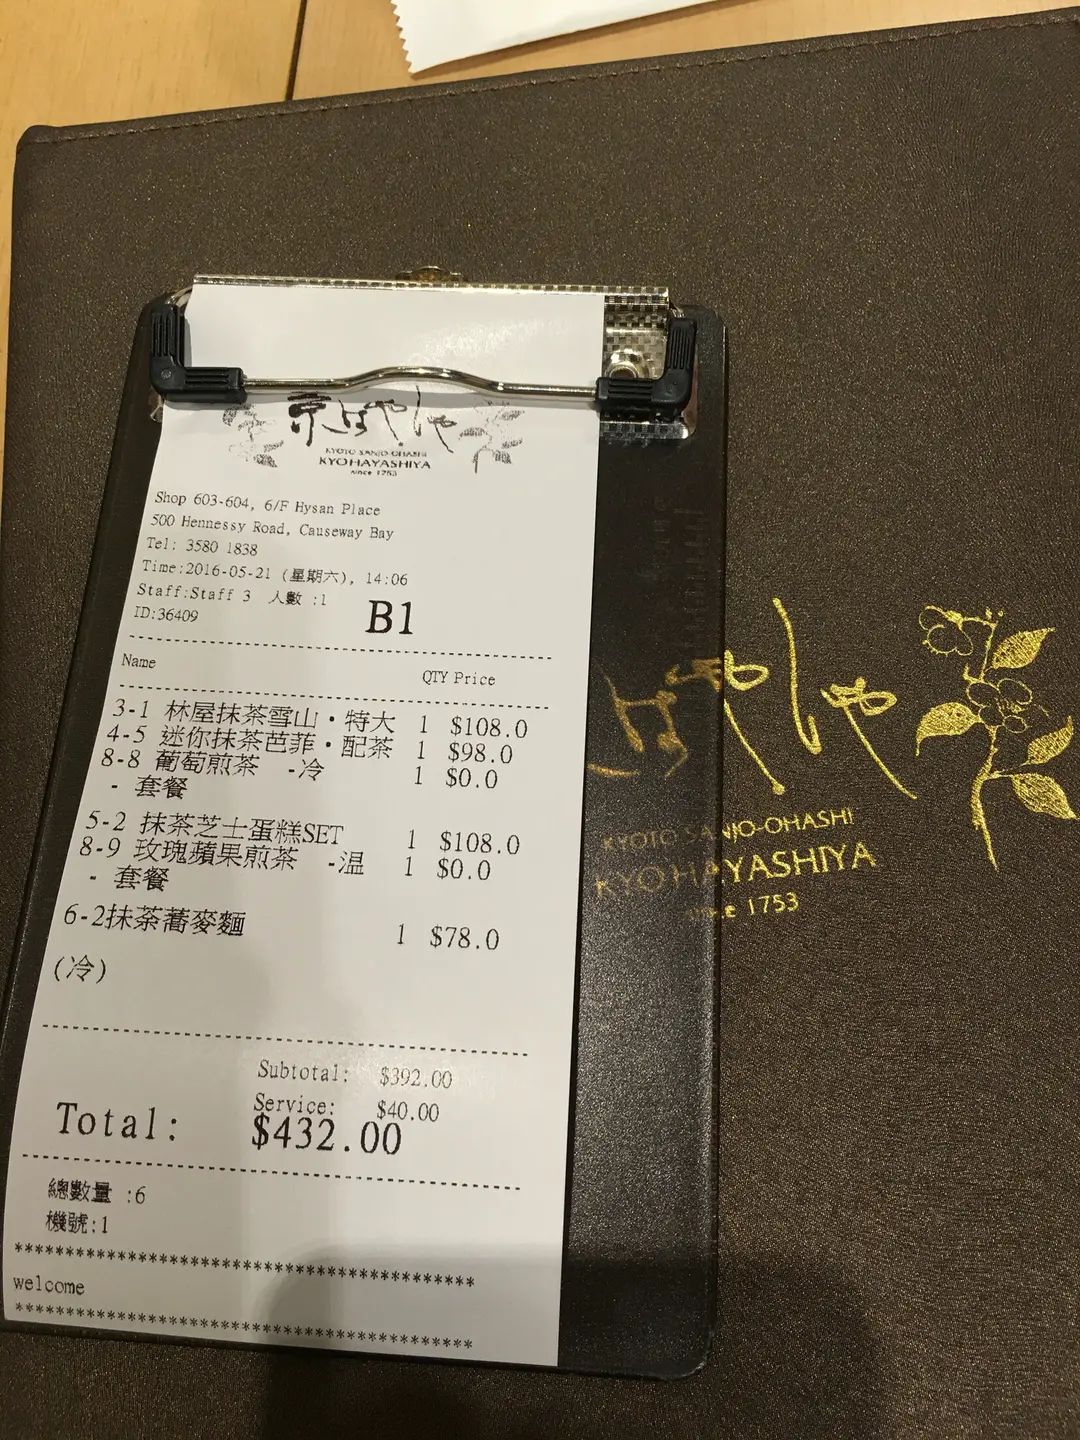 京はやしや
KYOTO SANJO-OHASHI
KYOHAYASHIYA
since 1753
Shop 603-604, 6/F Hysan Place
500 Hennessy Road, Causeway Bay
Tel: 3580 1838
Time:2016-05-21 (星期六), 14:06
Staff:Staff 3 人數 :1
B1
ID:36409
Name QTY Price
3-1 林屋抹茶雪山・特大 1 $108.0
4-5 迷你抹茶芭菲・配茶 1 $98.0
8-8 葡萄煎茶 -冷 1 $0.0
- 套餐
5-2 抹茶芝士蛋糕SET 1 $108.0
8-9 玫瑰蘋果煎茶 -温 1 $0.0
- 套餐
6-2抹茶蕎麥麵 1 $78.0
(冷)
Subtotal: $392.00
Service: $40.00
Total: $432.00
總數量 :6
機號:1
****************************************
welcome
****************************************
はやしや
KYOTO SANJO-OHASHI
KYOHAYASHIYA
since 1753